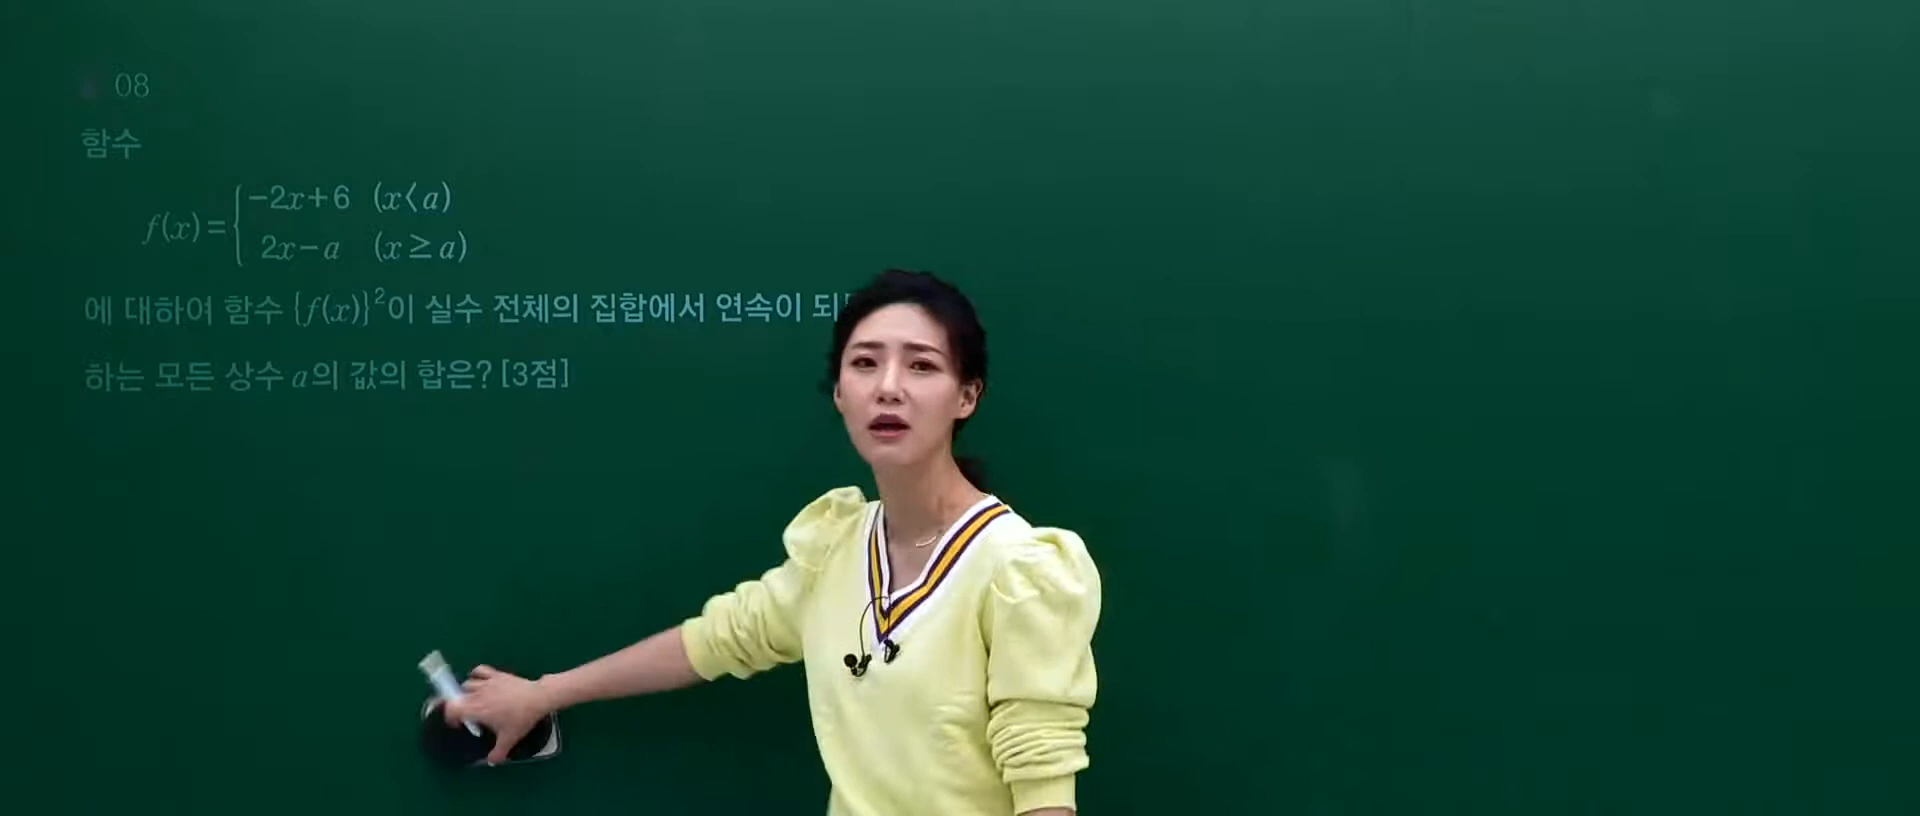 08
함수
f(x)={-2x+6 (x<a)
2x-a (x≥a)
에 대하여 함수 {f(x)}²이 실수 전체의 집합에서 연속이
하는 모든 상수 a의 값의 합은? [3점]